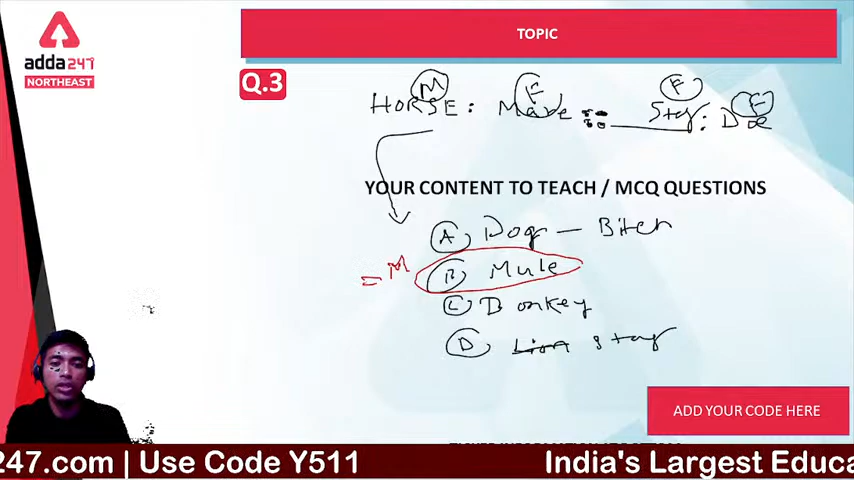 TOPIC
adda247
NORTHEAST
Q.3
M F F F
HORSE: Mare :: Stag: Doe
YOUR CONTENT TO TEACH / MCQ QUESTIONS
A Dog - Bitch
= M B Mule
C Donkey
D Lion Stag
ADD YOUR CODE HERE
247.com | Use Code Y511 India's Largest Educa